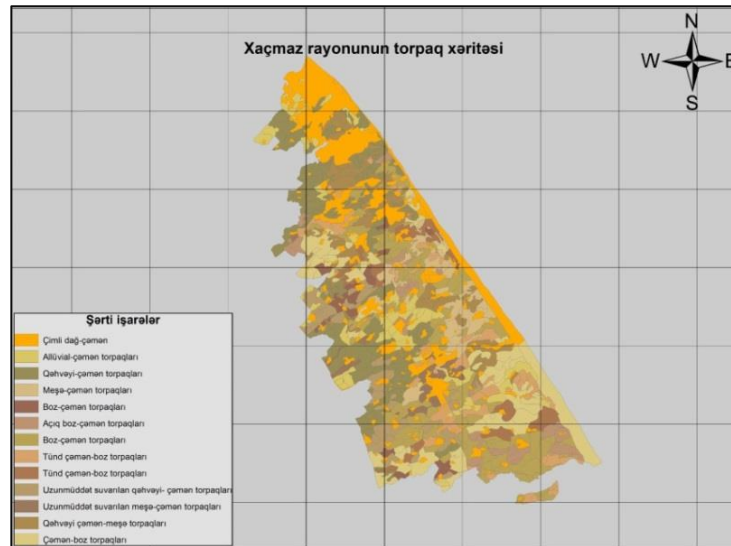 Xaçmaz rayonunun torpaq xəritəsi
N
W E
S
Şərti işarələr
Çimli dağ-çəmən
Allüvial-çəmən torpaqları
Qəhvəyi-çəmən torpaqları
Meşə-çəmən torpaqları
Boz-çəmən torpaqları
Açıq boz-çəmən torpaqları
Boz-çəmən torpaqları
Tünd çəmən-boz torpaqları
Tünd çəmən-boz torpaqları
Uzunmüddət suvarılan qəhvəyi- çəmən torpaqları
Uzunmüddət suvarılan meşə-çəmən torpaqları
Qəhvəyi çəmən-meşə torpaqları
Çəmən-boz torpaqları